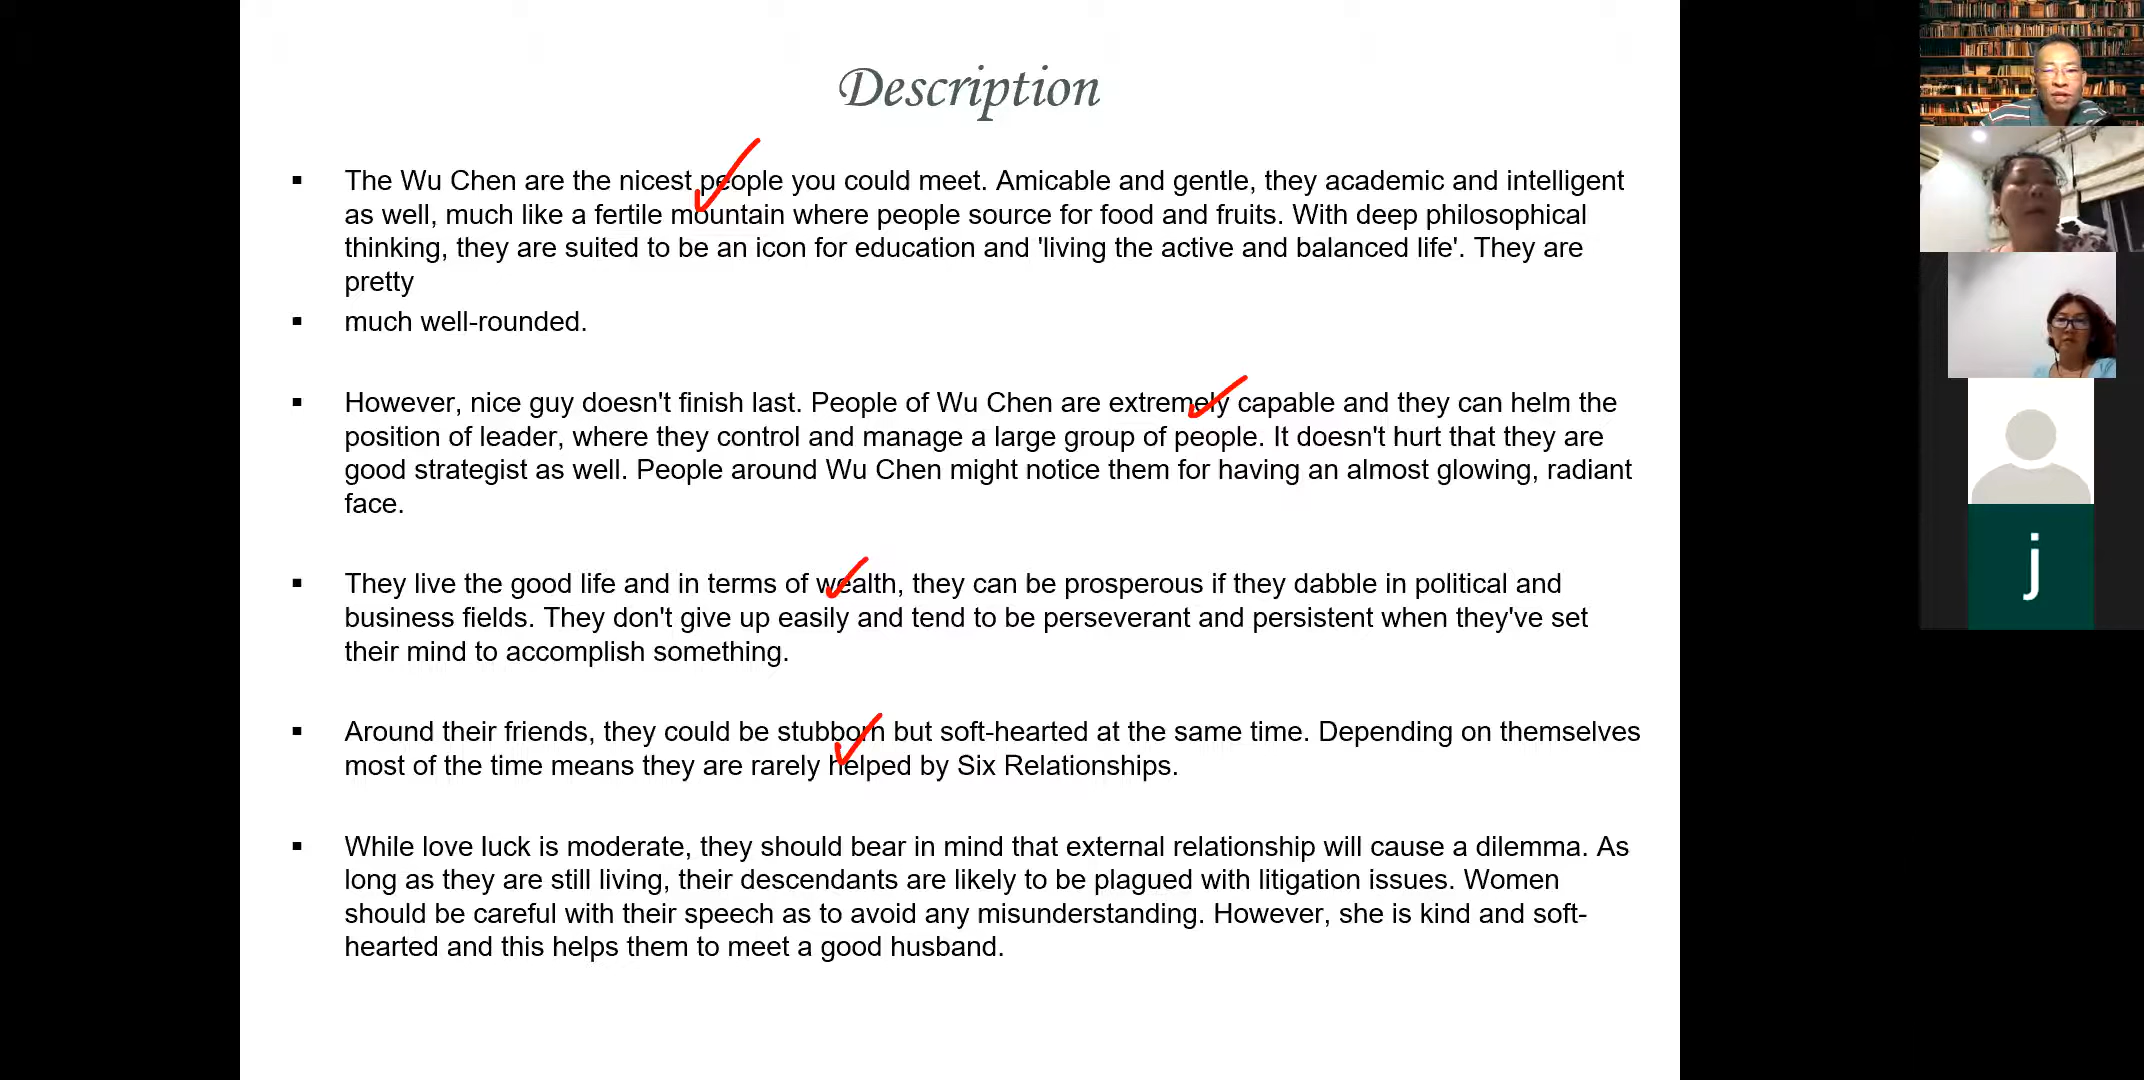 Description
▪ The Wu Chen are the nicest people you could meet. Amicable and gentle, they academic and intelligent
as well, much like a fertile mountain where people source for food and fruits. With deep philosophical
thinking, they are suited to be an icon for education and 'living the active and balanced life'. They are
pretty
▪ much well-rounded.
▪ However, nice guy doesn't finish last. People of Wu Chen are extremely capable and they can helm the
position of leader, where they control and manage a large group of people. It doesn't hurt that they are
good strategist as well. People around Wu Chen might notice them for having an almost glowing, radiant
face.
▪ They live the good life and in terms of wealth, they can be prosperous if they dabble in political and
business fields. They don't give up easily and tend to be perseverant and persistent when they've set
their mind to accomplish something.
▪ Around their friends, they could be stubborn but soft-hearted at the same time. Depending on themselves
most of the time means they are rarely helped by Six Relationships.
▪ While love luck is moderate, they should bear in mind that external relationship will cause a dilemma. As
long as they are still living, their descendants are likely to be plagued with litigation issues. Women
should be careful with their speech as to avoid any misunderstanding. However, she is kind and soft-
hearted and this helps them to meet a good husband.
j